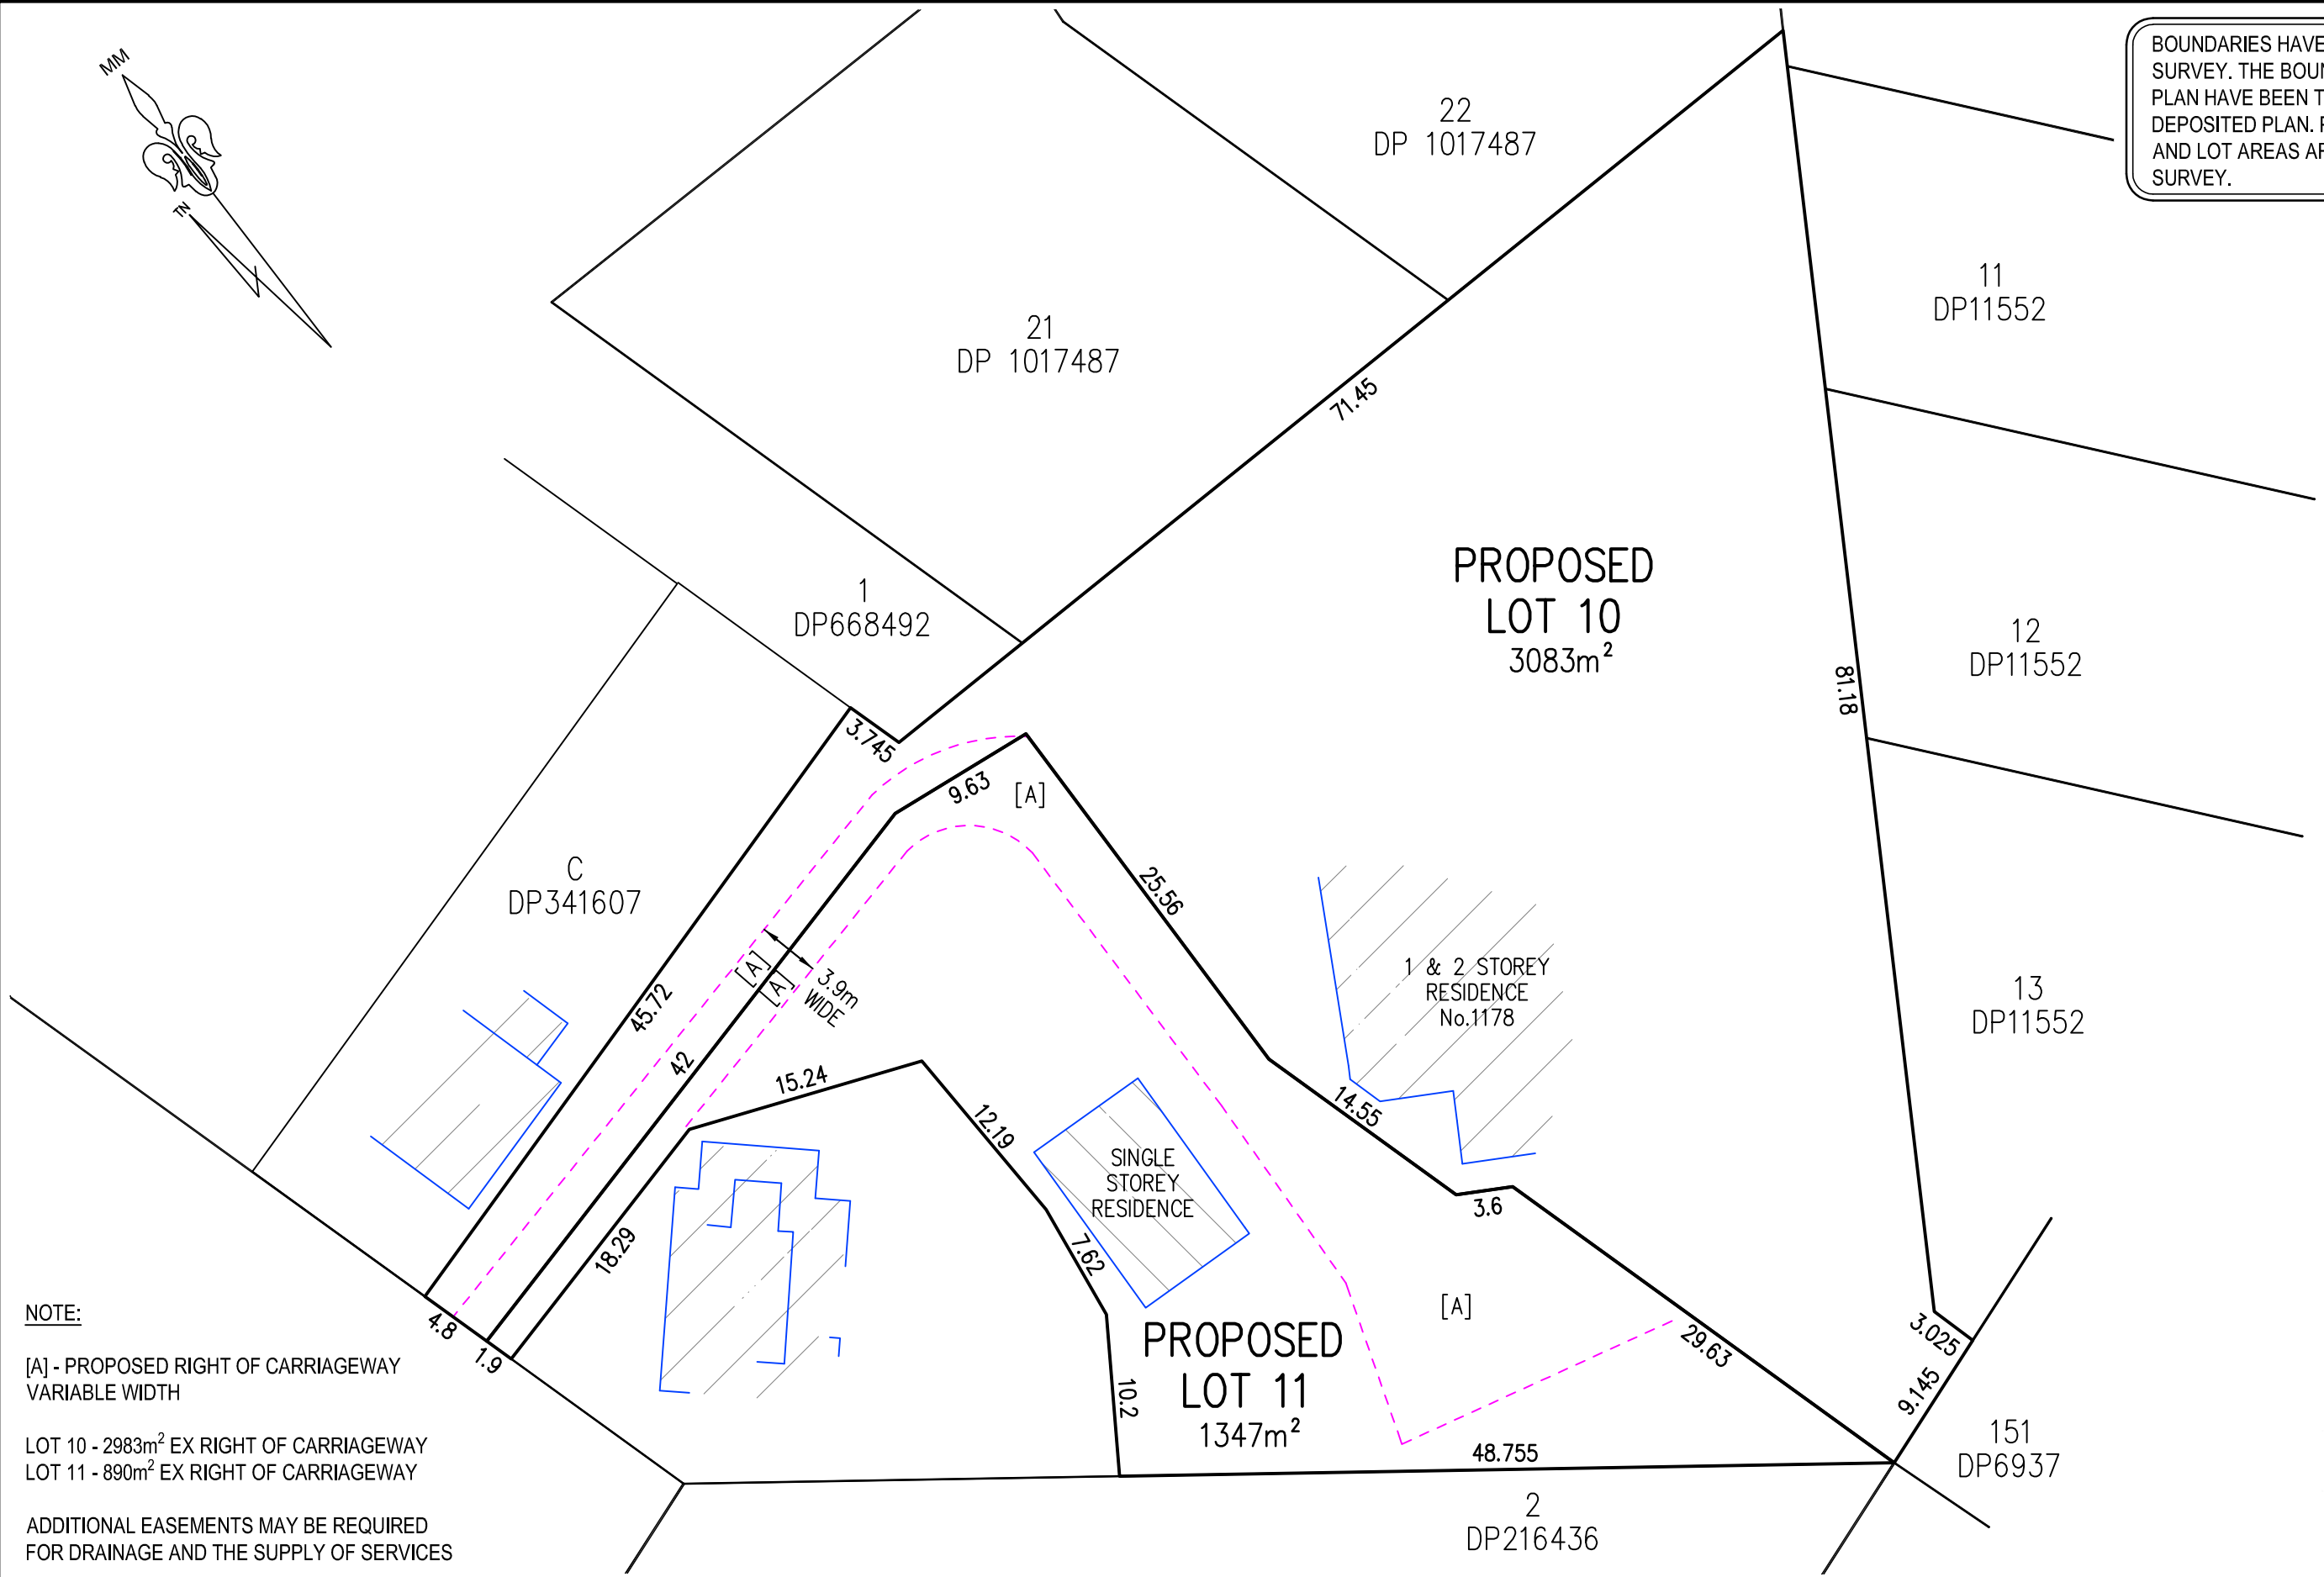 MM
TN
BOUNDARIES HAVE
SURVEY. THE BOUN
PLAN HAVE BEEN T
DEPOSITED PLAN.
AND LOT AREAS
SURVEY.
22
DP 1017487
21
DP 1017487
11
DP11552
71.45
1
DP668492
PROPOSED
LOT 10
3083m²
12
DP11552
81.18
3.745
9.63
[A]
C
DP341607
25.56
[A]
[A]
3.9m
WIDE
1 & 2 STOREY
RESIDENCE
No.1178
13
DP11552
45.72
42
15.24
12.19
14.55
SINGLE
STOREY
RESIDENCE
3.6
18.29
7.62
[A]
4.8
1.9
PROPOSED
LOT 11
1347m²
10.2
29.63
3.025
9.145
48.755
151
DP6937
2
DP216436
NOTE:
[A] - PROPOSED RIGHT OF CARRIAGEWAY
VARIABLE WIDTH
LOT 10 - 2983m² EX RIGHT OF CARRIAGEWAY
LOT 11 - 890m² EX RIGHT OF CARRIAGEWAY
ADDITIONAL EASEMENTS MAY BE REQUIRED
FOR DRAINAGE AND THE SUPPLY OF SERVICES